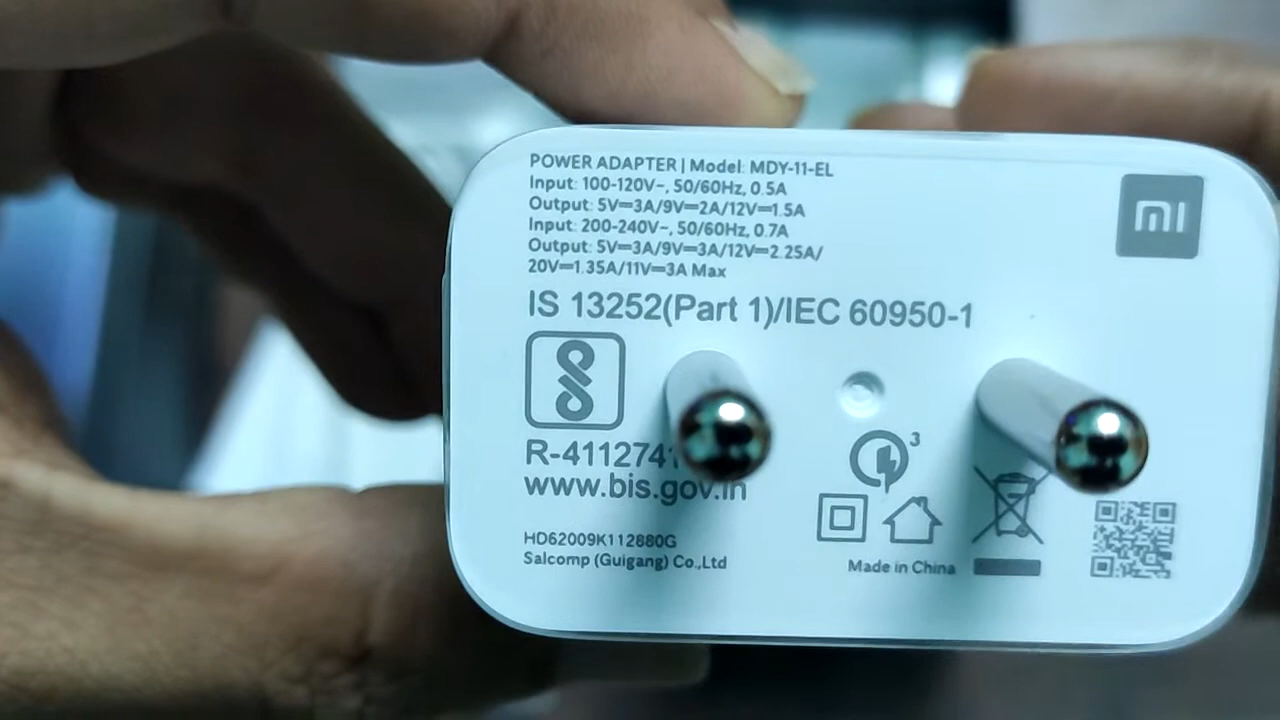 POWER ADAPTER | Model: MDY-11-EL
Input: 100-120V~, 50/60Hz, 0.5A
Output: 5V⎓3A/9V⎓2A/12V⎓1.5A
Input: 200-240V~, 50/60Hz, 0.7A
Output: 5V⎓3A/9V⎓3A/12V⎓2.25A/
20V⎓1.35A/11V⎓3A Max
mi
IS 13252(Part 1)/IEC 60950-1
R-4112741
www.bis.gov.in
3
HD62009K112880G
Salcomp (Guigang) Co.,Ltd
Made in China